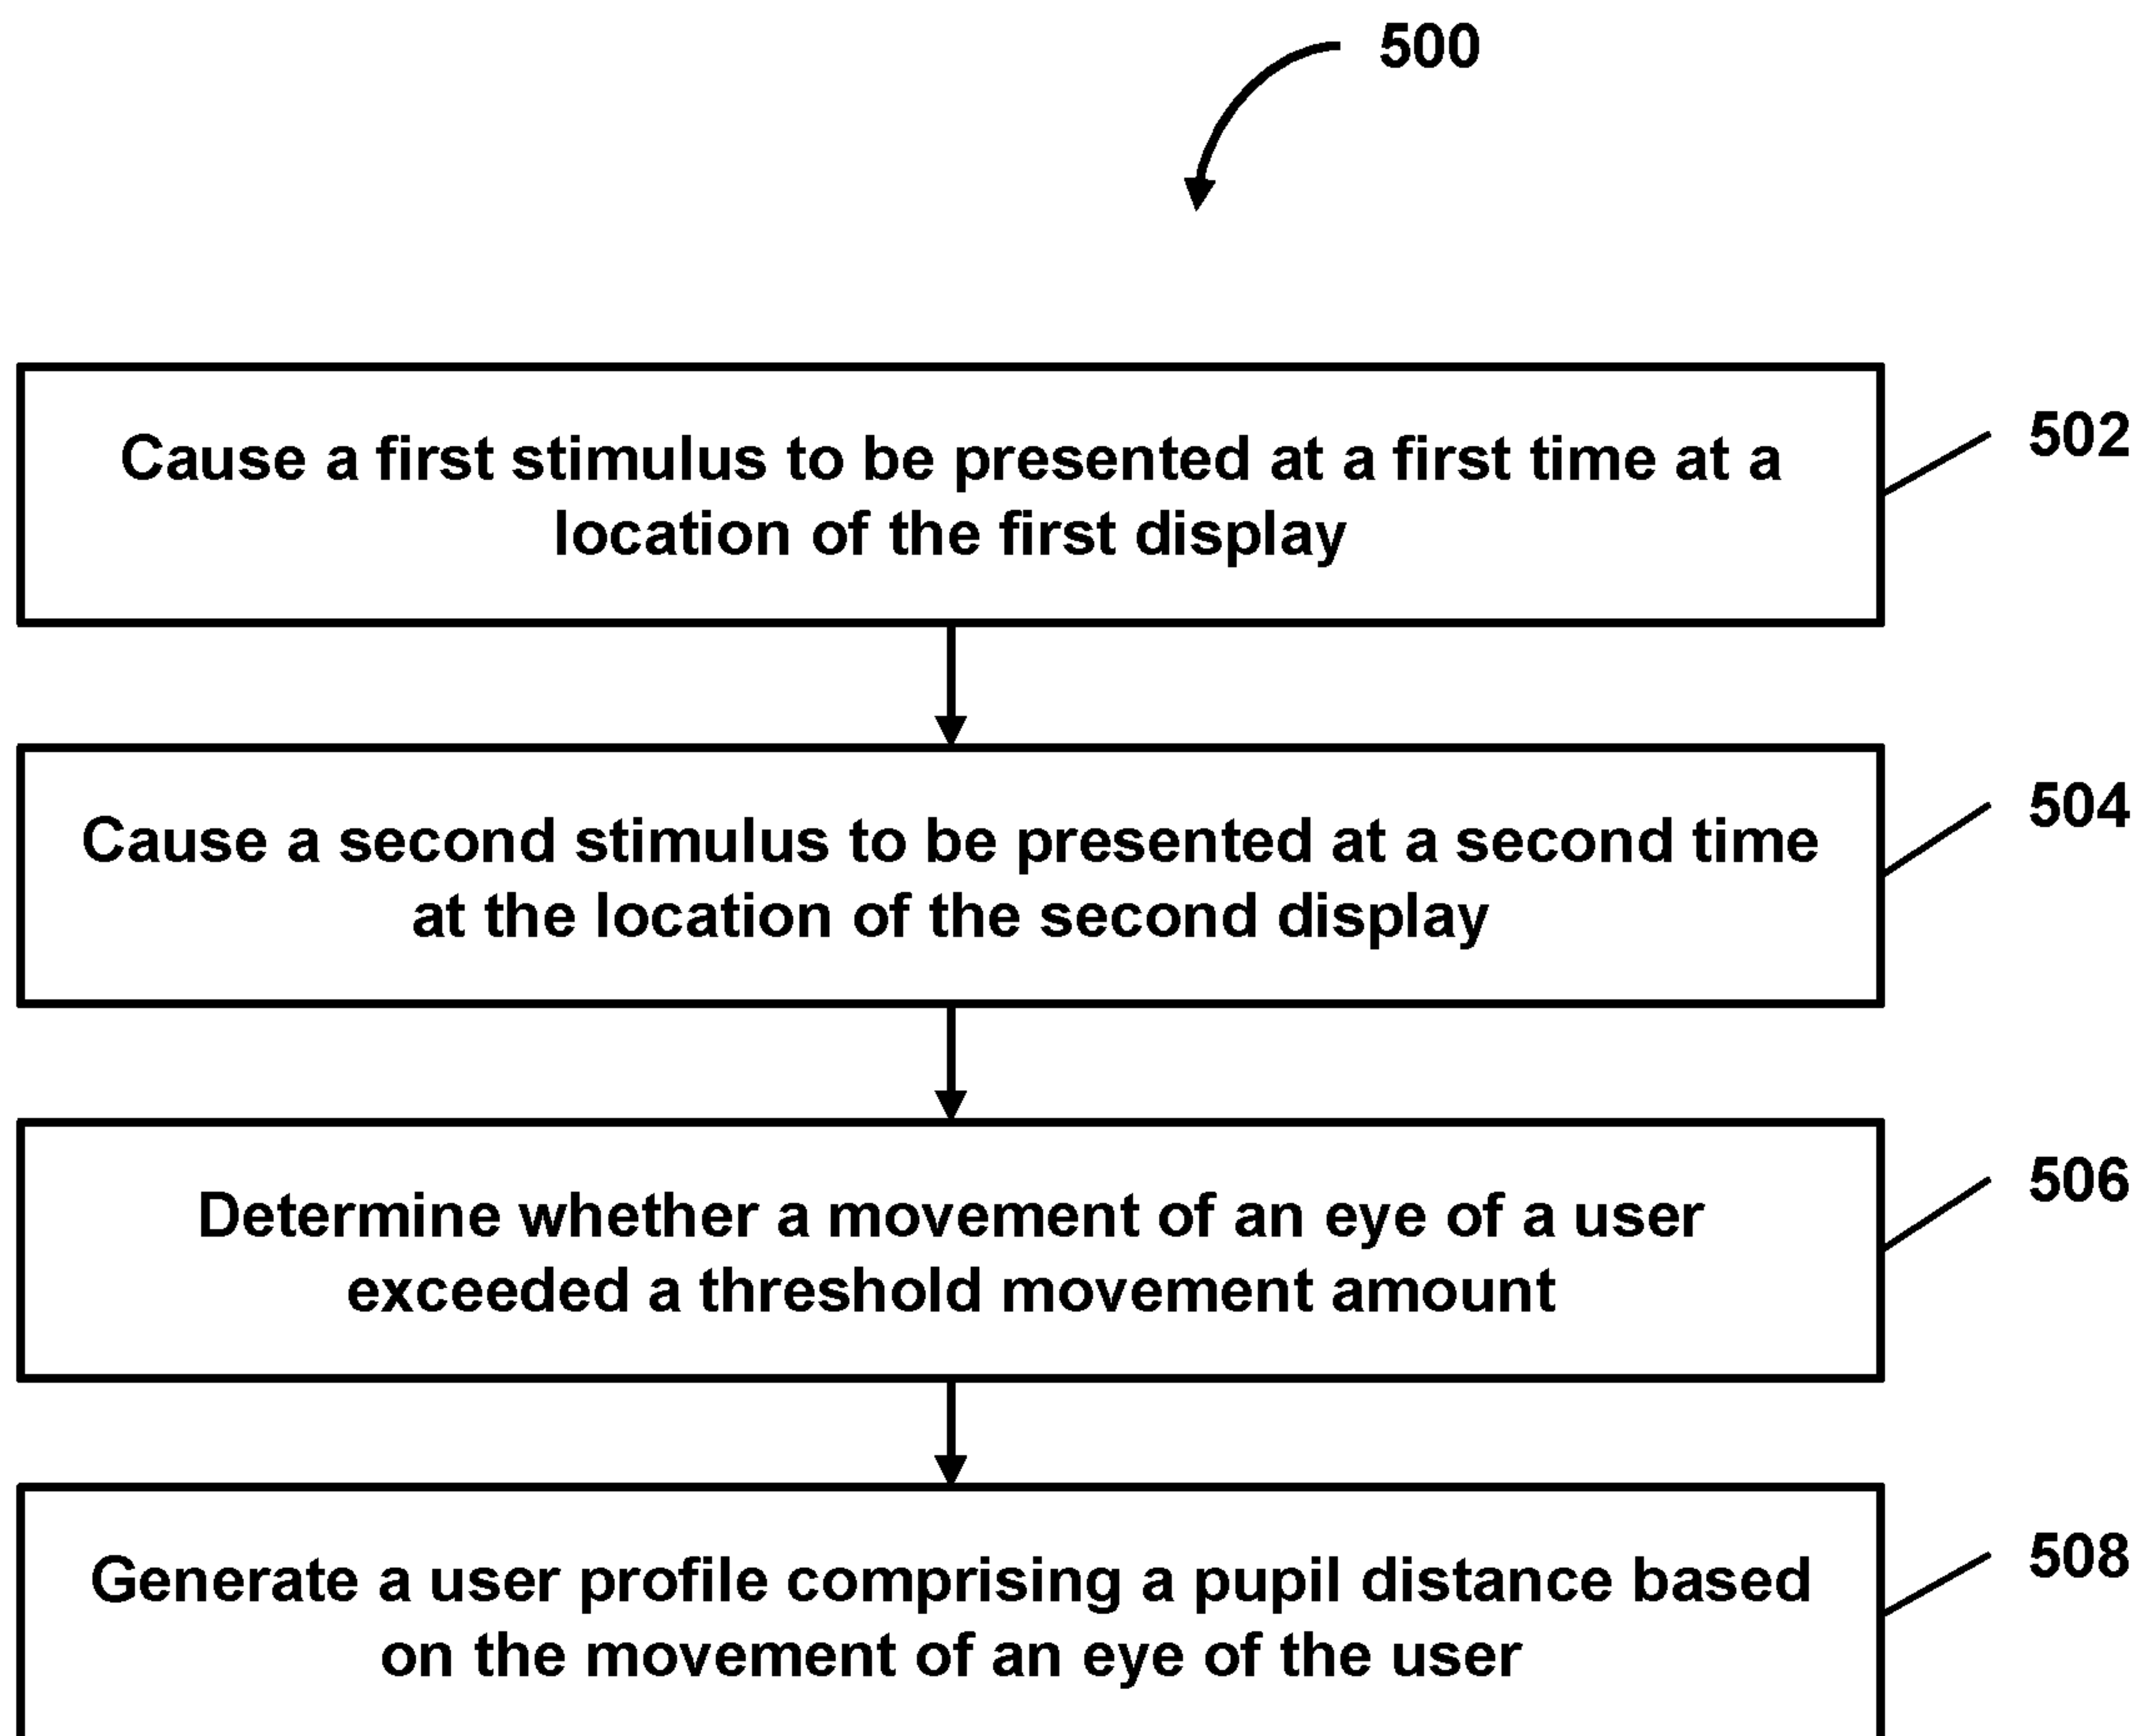 500
Cause a first stimulus to be presented at a first time at a
location of the first display
502
Cause a second stimulus to be presented at a second time
at the location of the second display
504
Determine whether a movement of an eye of a user
exceeded a threshold movement amount
506
Generate a user profile comprising a pupil distance based
on the movement of an eye of the user
508